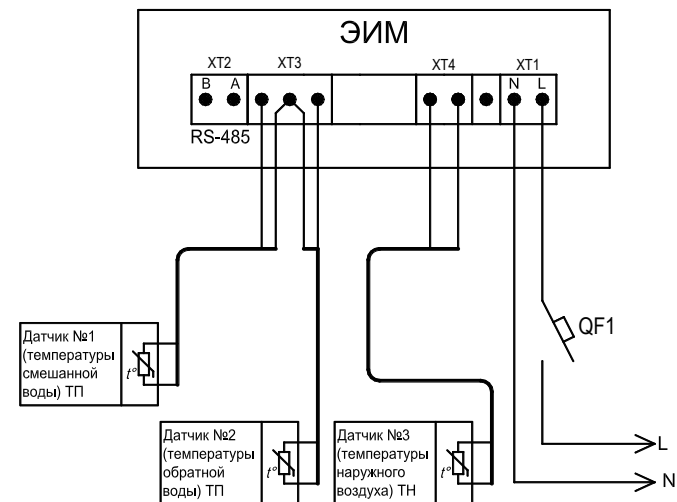 ЭИМ
XT2 XT3 XT4 XT1
B A N L
RS-485
QF1
Датчик №1
(температуры
смешанной
воды) ТП
t°
Датчик №2
(температуры
обратной
воды) ТП
t°
Датчик №3
(температуры
наружного
воздуха) ТН
t°
L
N